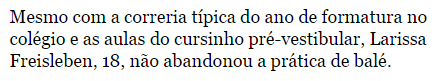 Mesmo com a correria típica do ano de formatura no
colégio e as aulas do cursinho pré-vestibular, Larissa
Freisleben, 18, não abandonou a prática de balé.